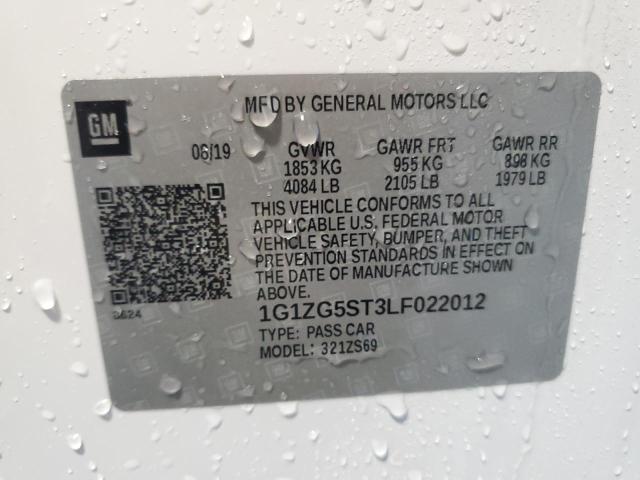 MFD BY GENERAL MOTORS LLC
GM
06/19 GVWR GAWR FRT GAWR RR
1853 KG 955 KG 898 KG
4084 LB 2105 LB 1979 LB
THIS VEHICLE CONFORMS TO ALL
APPLICABLE U.S. FEDERAL MOTOR
VEHICLE SAFETY, BUMPER, AND THEFT
PREVENTION STANDARDS IN EFFECT ON
THE DATE OF MANUFACTURE SHOWN
ABOVE.
3624
1G1ZG5ST3LF022012
TYPE: PASS CAR
MODEL: 321ZS69